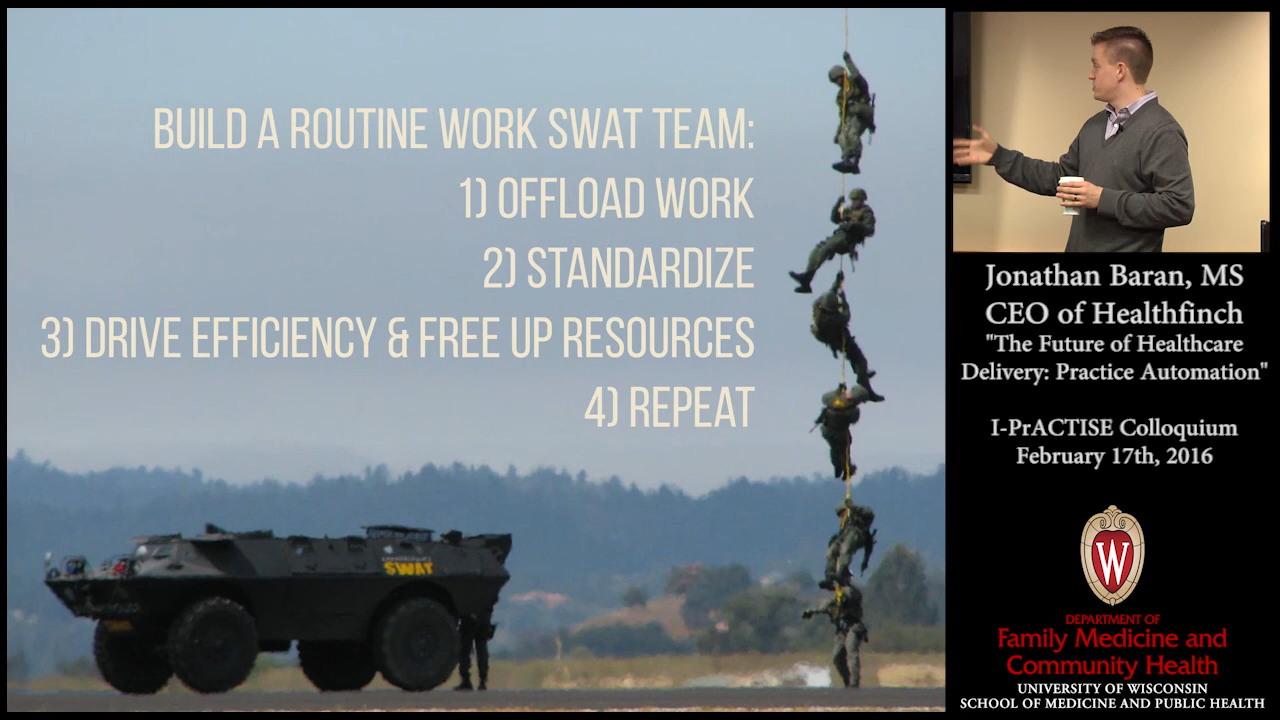 BUILD A ROUTINE WORK SWAT TEAM:
1) OFFLOAD WORK
2) STANDARDIZE
3) DRIVE EFFICIENCY & FREE UP RESOURCES
4) REPEAT
SWAT
Jonathan Baran, MS
CEO of Healthfinch
"The Future of Healthcare
Delivery: Practice Automation"
I-PrACTISE Colloquium
February 17th, 2016
W
DEPARTMENT OF
Family Medicine and
Community Health
UNIVERSITY OF WISCONSIN
SCHOOL OF MEDICINE AND PUBLIC HEALTH